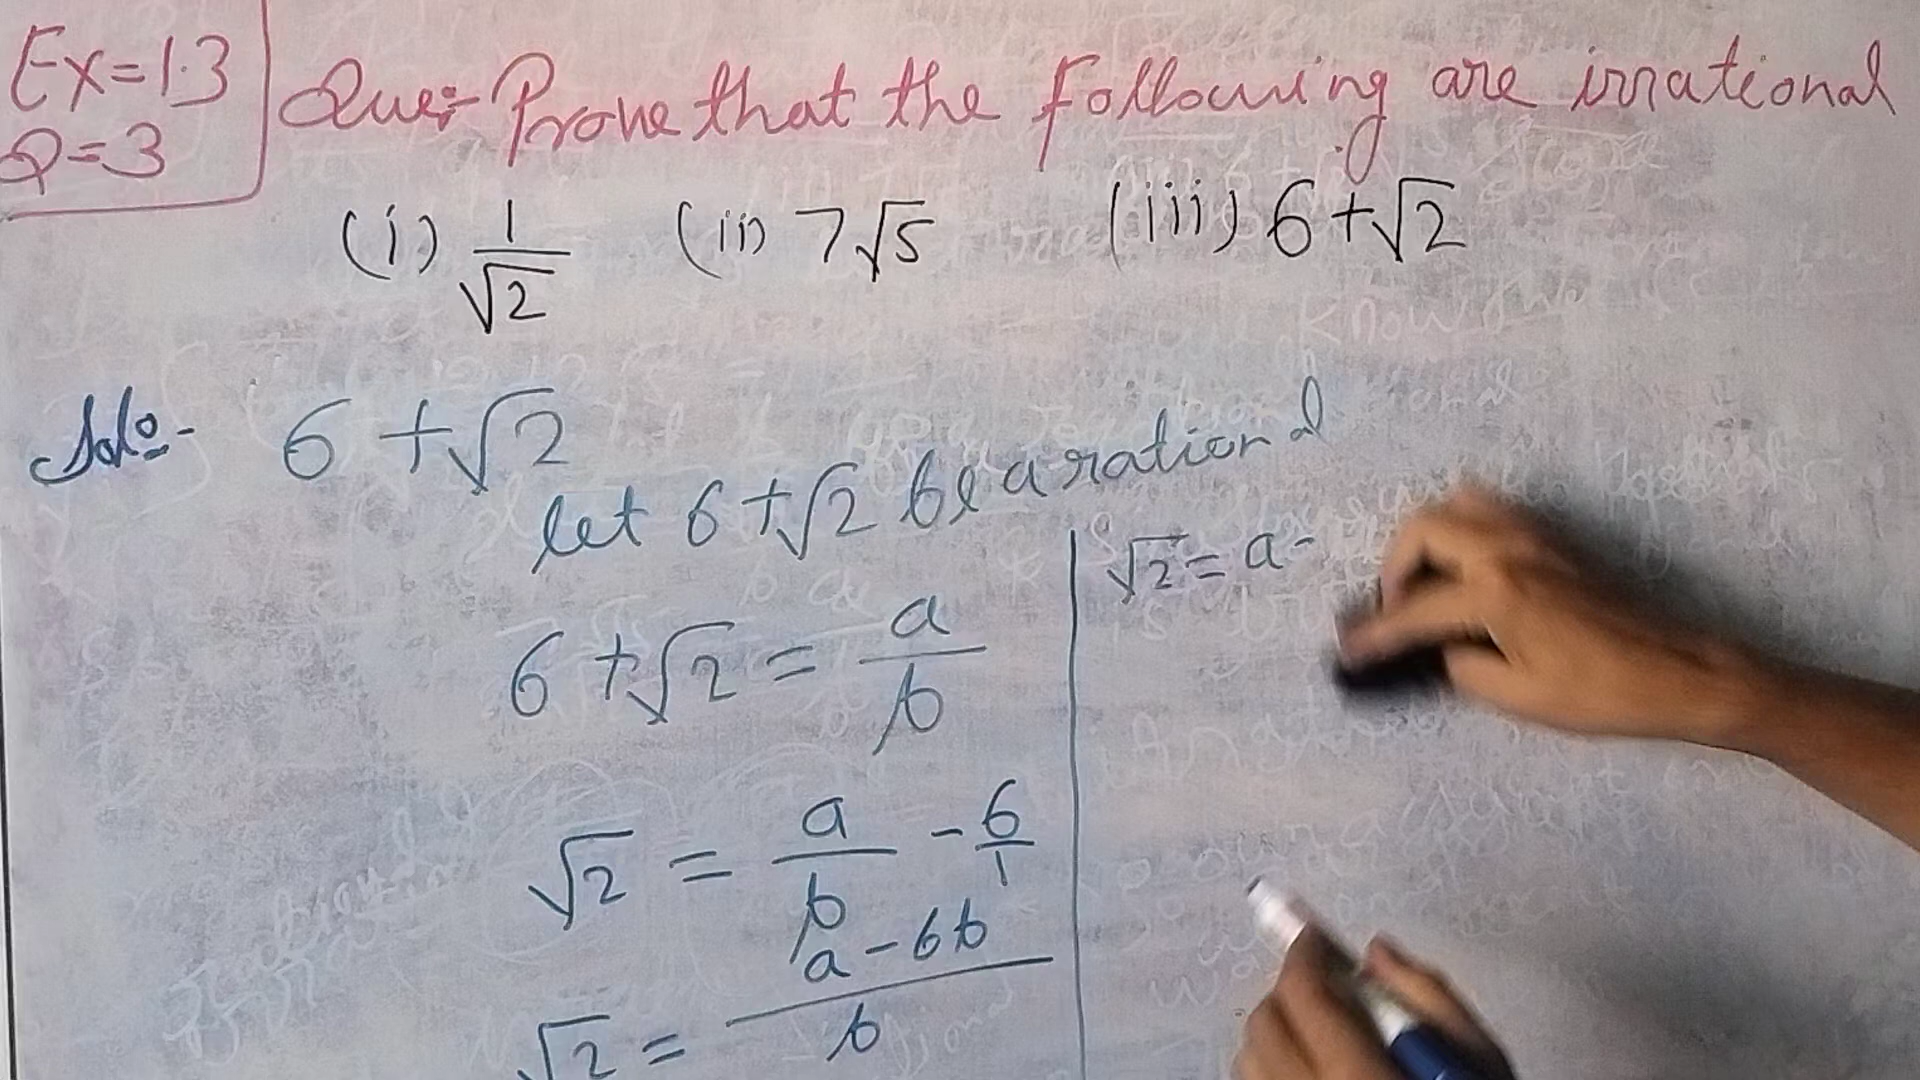 Ex=1.3
Q=3
Que:- Prove that the following are irrational
(i) 1/√2 (ii) 7√5 (iii) 6+√2
Sol:- 6+√2
let 6+√2 be a rational
6+√2 = a/b
√2 = a/b - 6/1
√2 = a-6b/b
√2 = a-